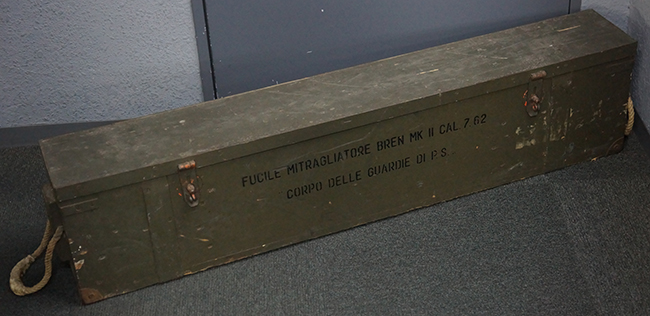 FUCILE MITRAGLIATORE BREN MK II CAL 7.62
CORPO DELLE GUARDIE DI P.S.